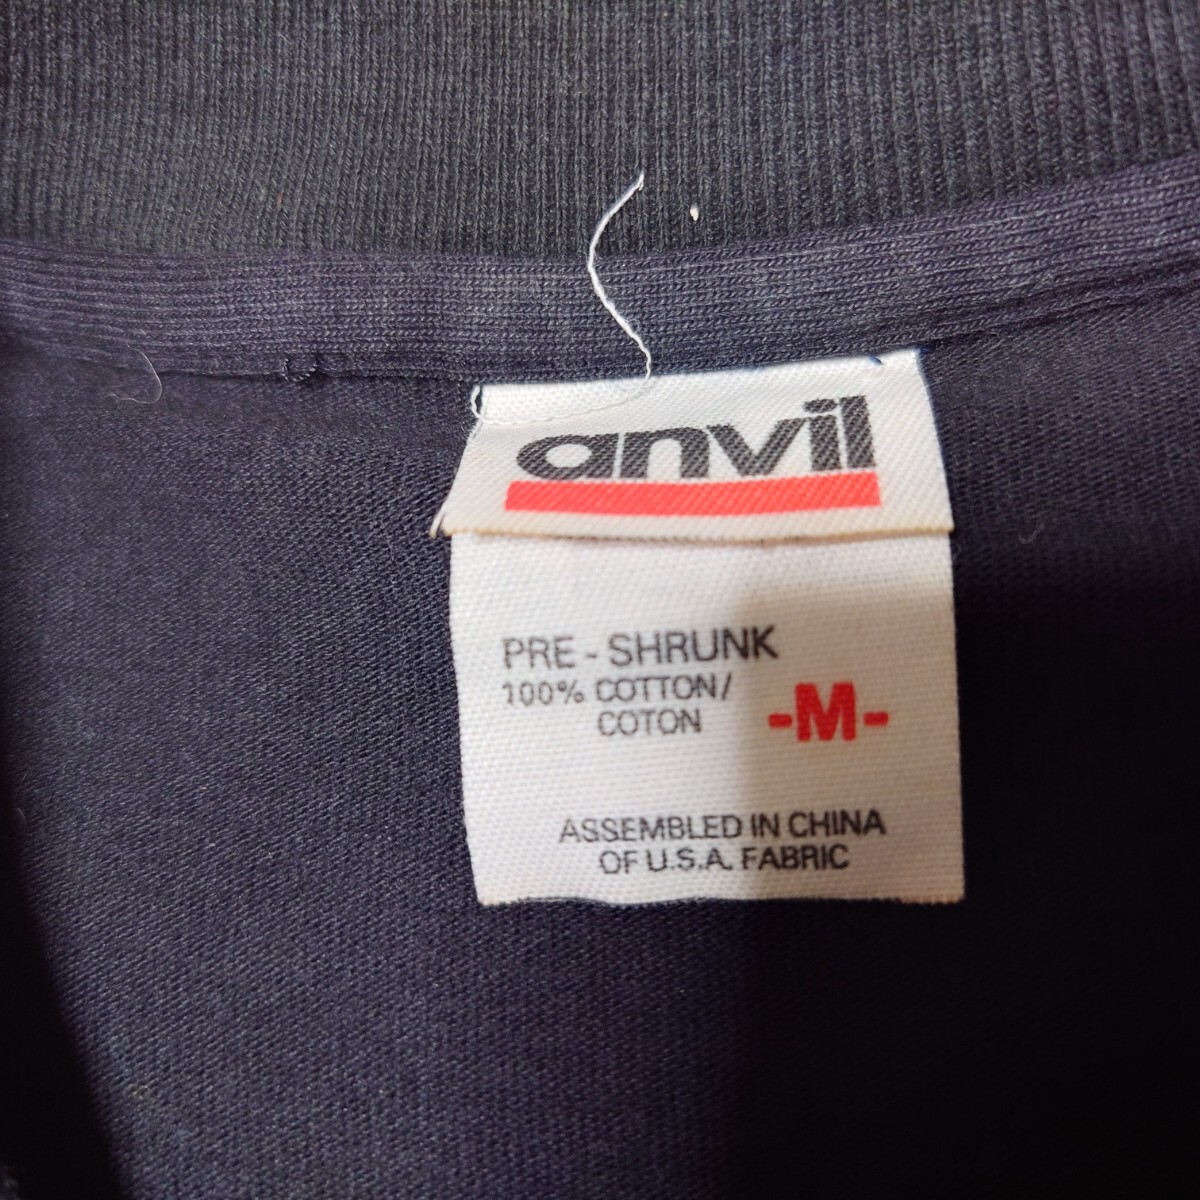 anvil
PRE - SHRUNK
100% COTTON/
COTON
-M-
ASSEMBLED IN CHINA
OF U.S.A. FABRIC